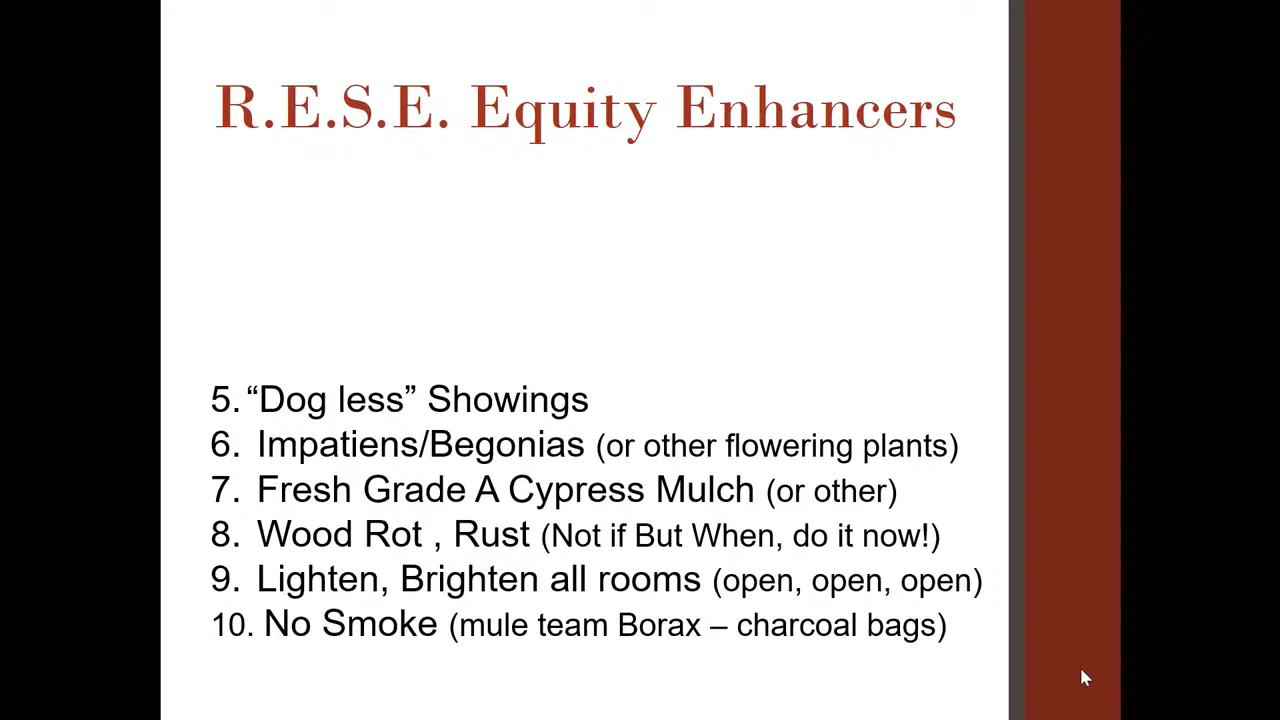 R.E.S.E. Equity Enhancers
5. “Dog less” Showings
6. Impatiens/Begonias (or other flowering plants)
7. Fresh Grade A Cypress Mulch (or other)
8. Wood Rot , Rust (Not if But When, do it now!)
9. Lighten, Brighten all rooms (open, open, open)
10. No Smoke (mule team Borax – charcoal bags)